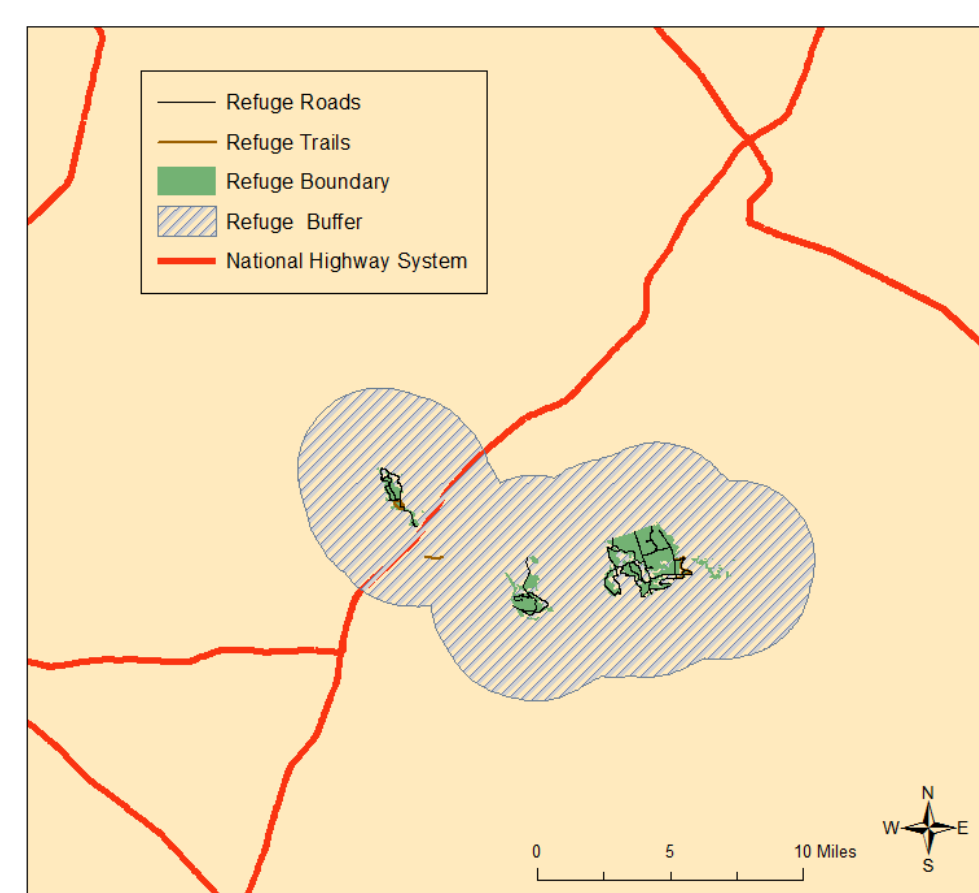 Refuge Roads
Refuge Trails
Refuge Boundary
Refuge Buffer
National Highway System
N
W E
S
0 5 10 Miles